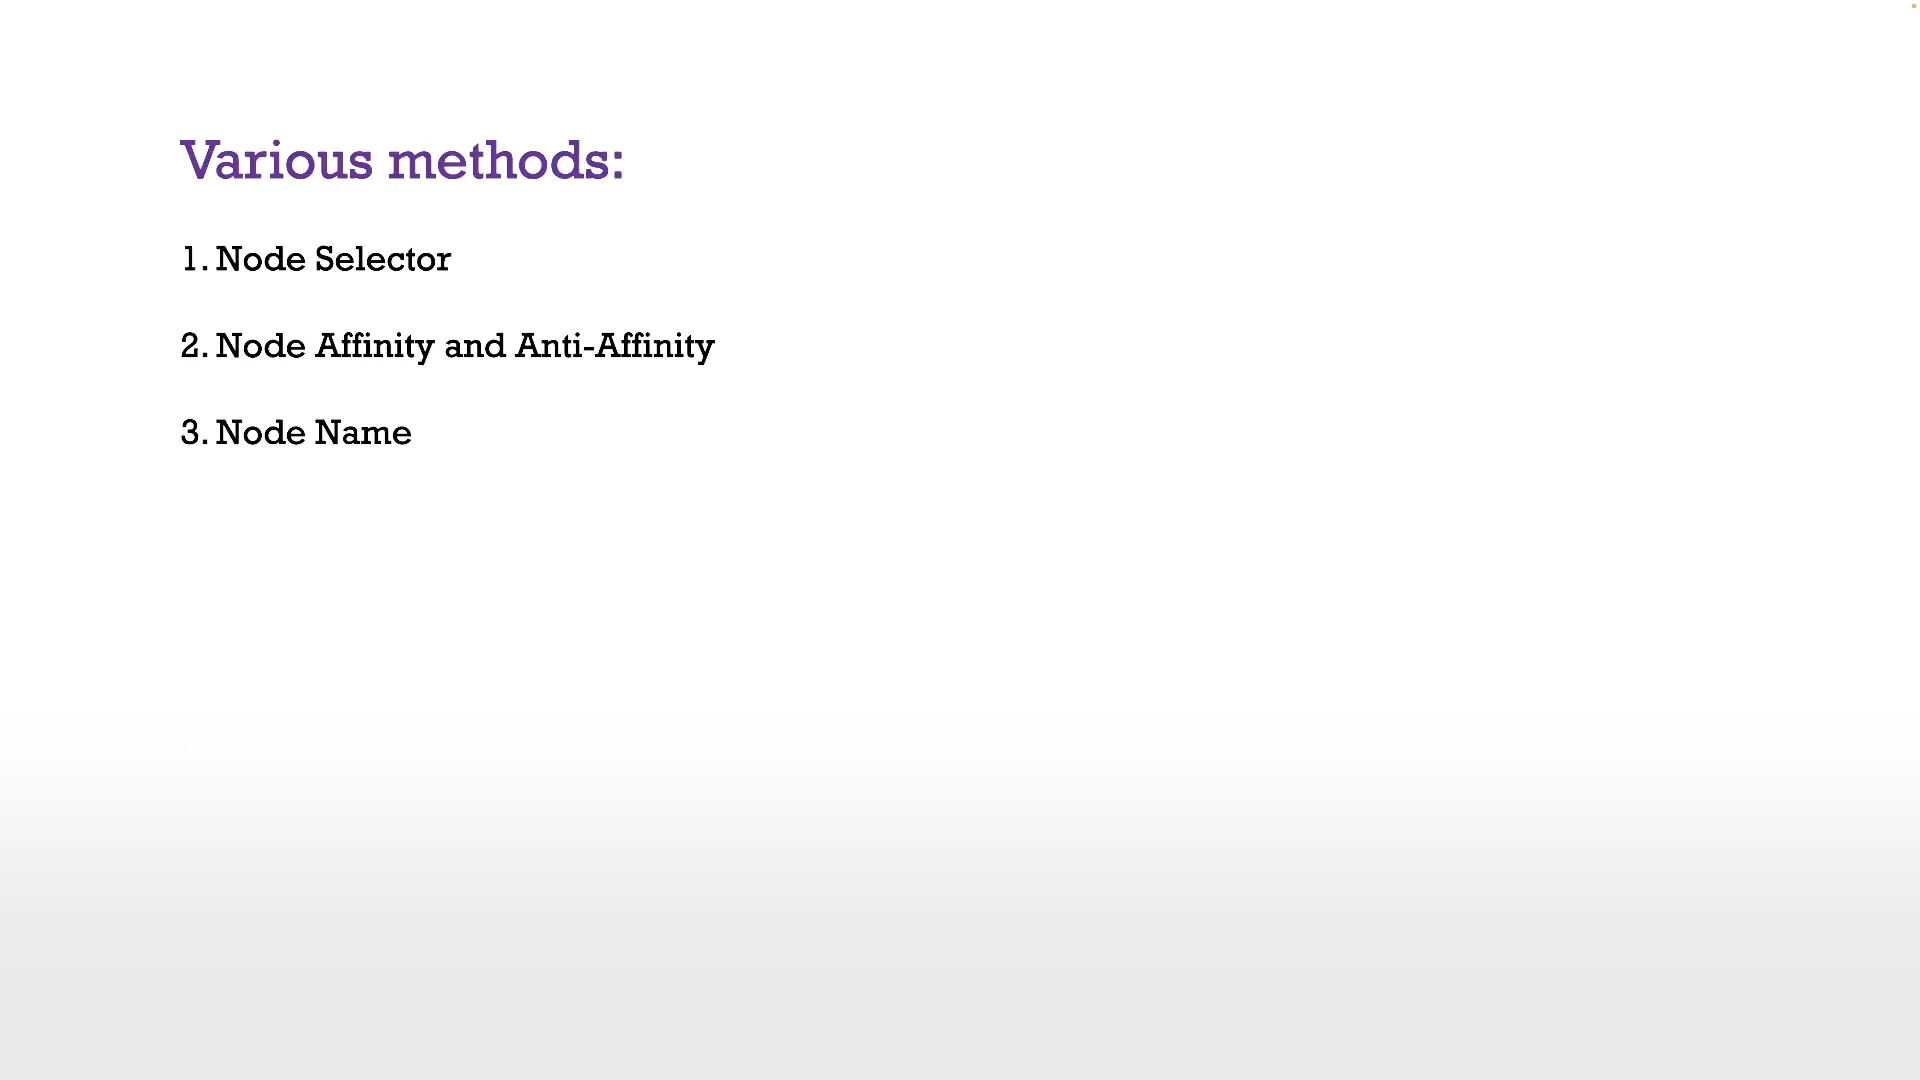 Various methods:
1. Node Selector
2. Node Affinity and Anti-Affinity
3. Node Name